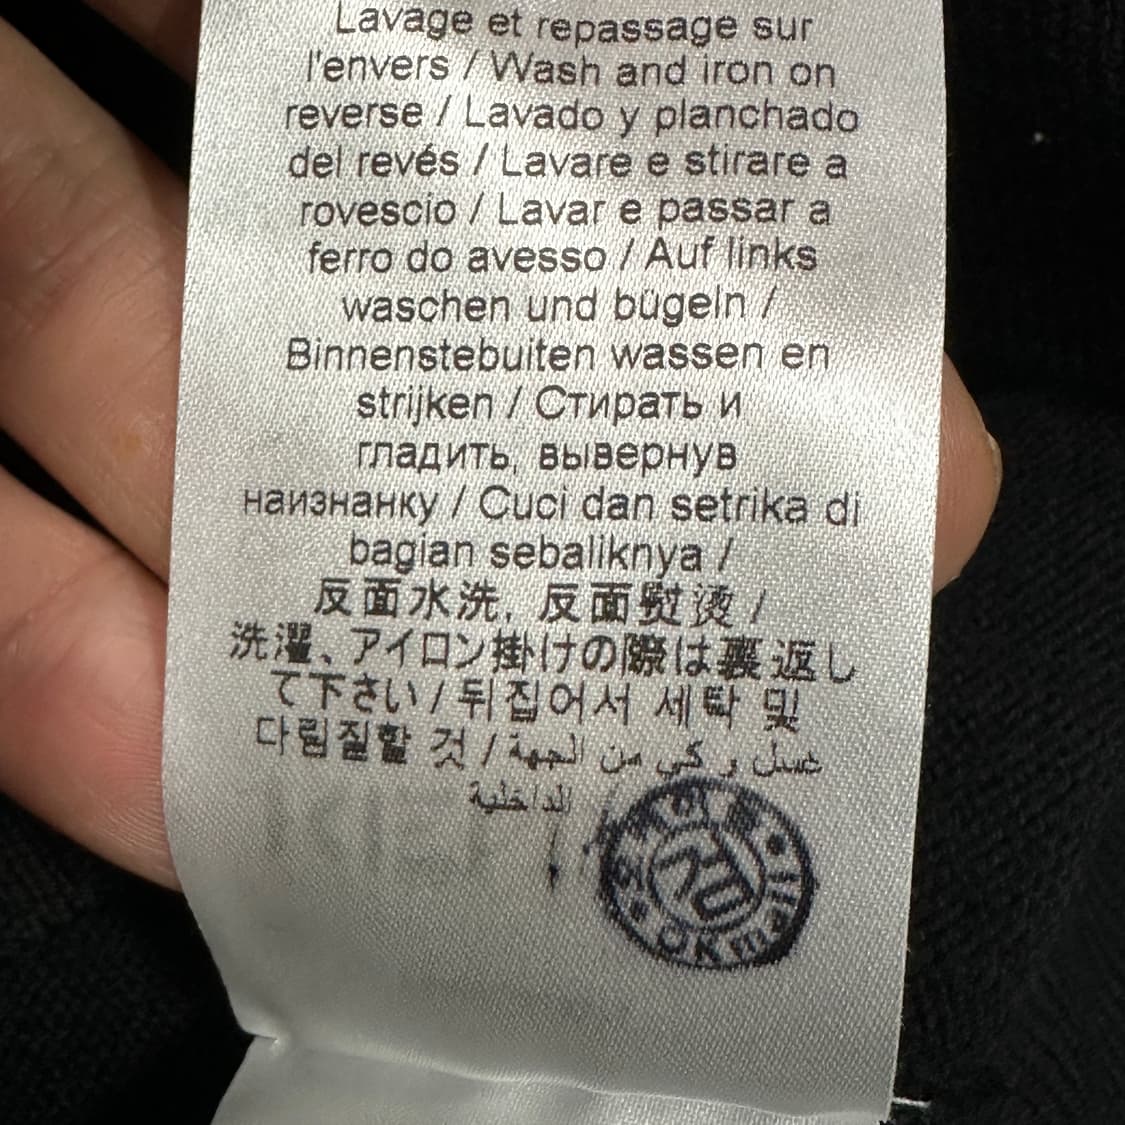 Lavage et repassage sur
l'envers / Wash and iron on
reverse / Lavado y planchado
del revés / Lavare e stirare a
rovescio / Lavar e passar a
ferro do avesso / Auf links
waschen und bügeln /
Binnenstebuiten wassen en
strijken / Стирать и
гладить, вывернув
наизнанку / Cuci dan setrika di
bagian sebaliknya /
反面水洗, 反面熨烫 /
洗濯、アイロン掛けの際は裏返し
て下さい / 뒤집어서 세탁 및
다림질할 것 / غسل و كي من الجهة
الداخلية
검
OK